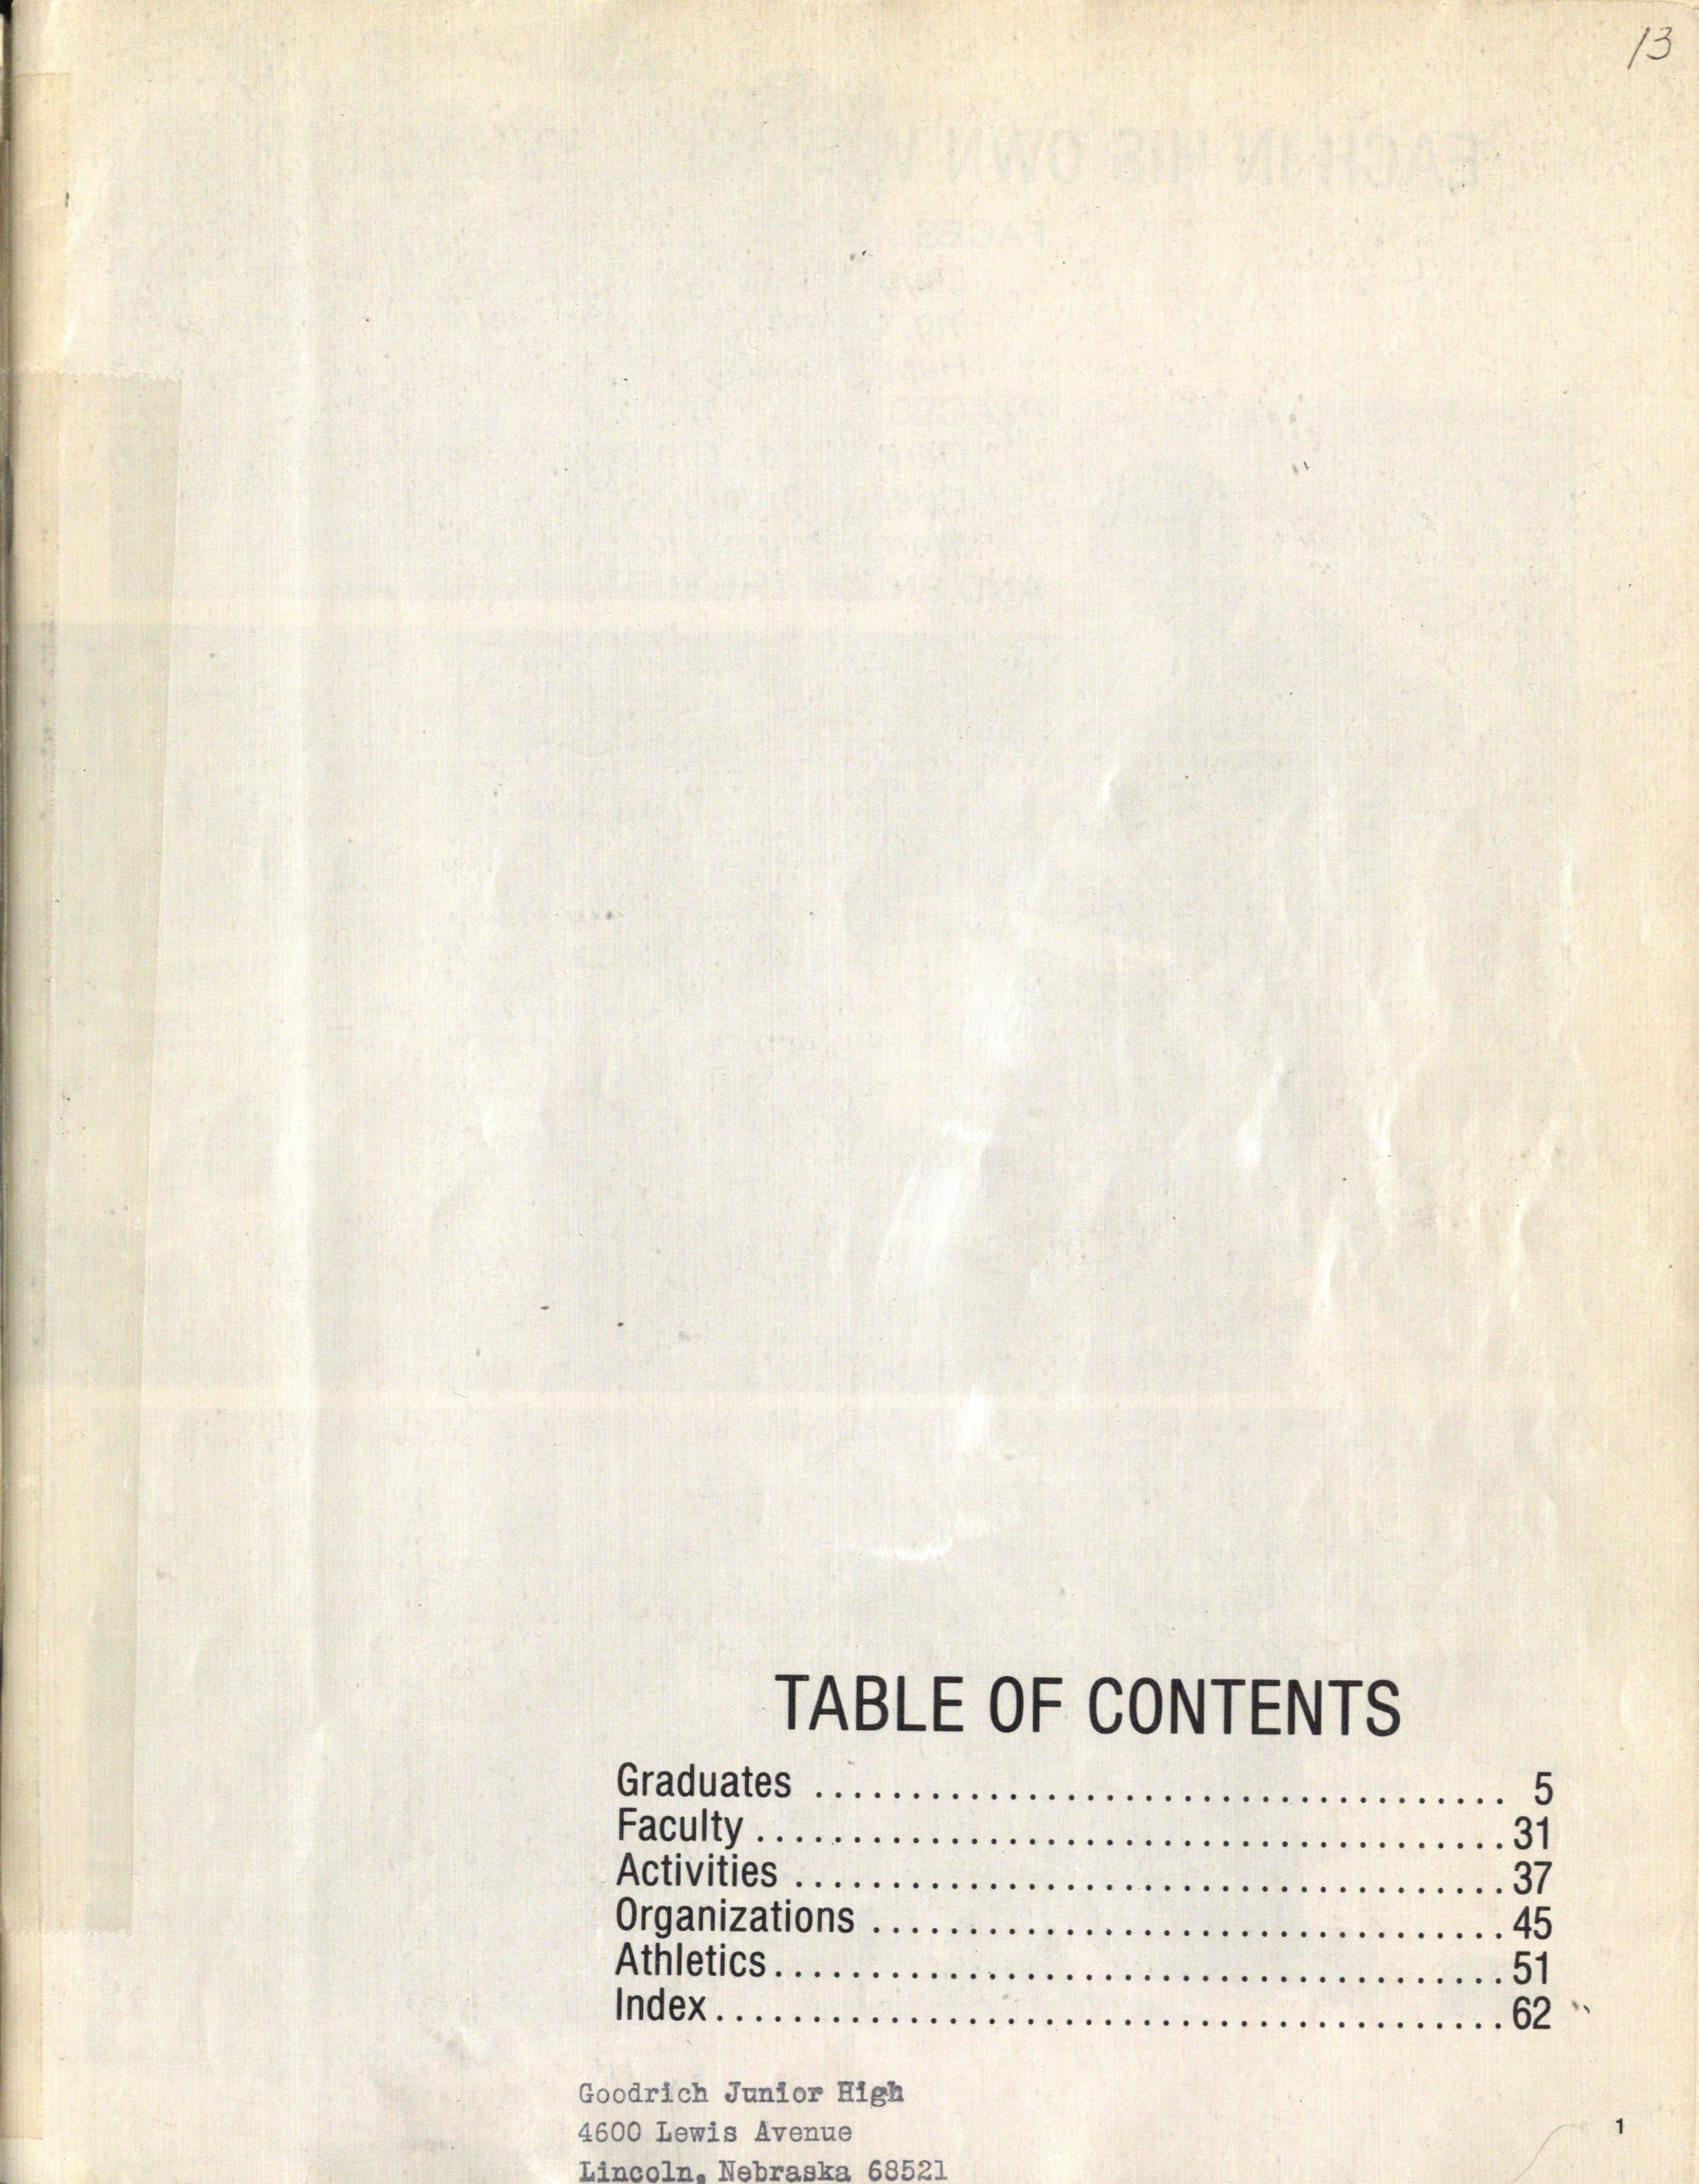 13
TABLE OF CONTENTS
Graduates ..................................... 5
Faculty ........................................31
Activities ......................................37
Organizations ..................................45
Athletics.......................................51
Index..........................................62
Goodrich Junior High
4600 Lewis Avenue
Lincoln, Nebraska 68521
1